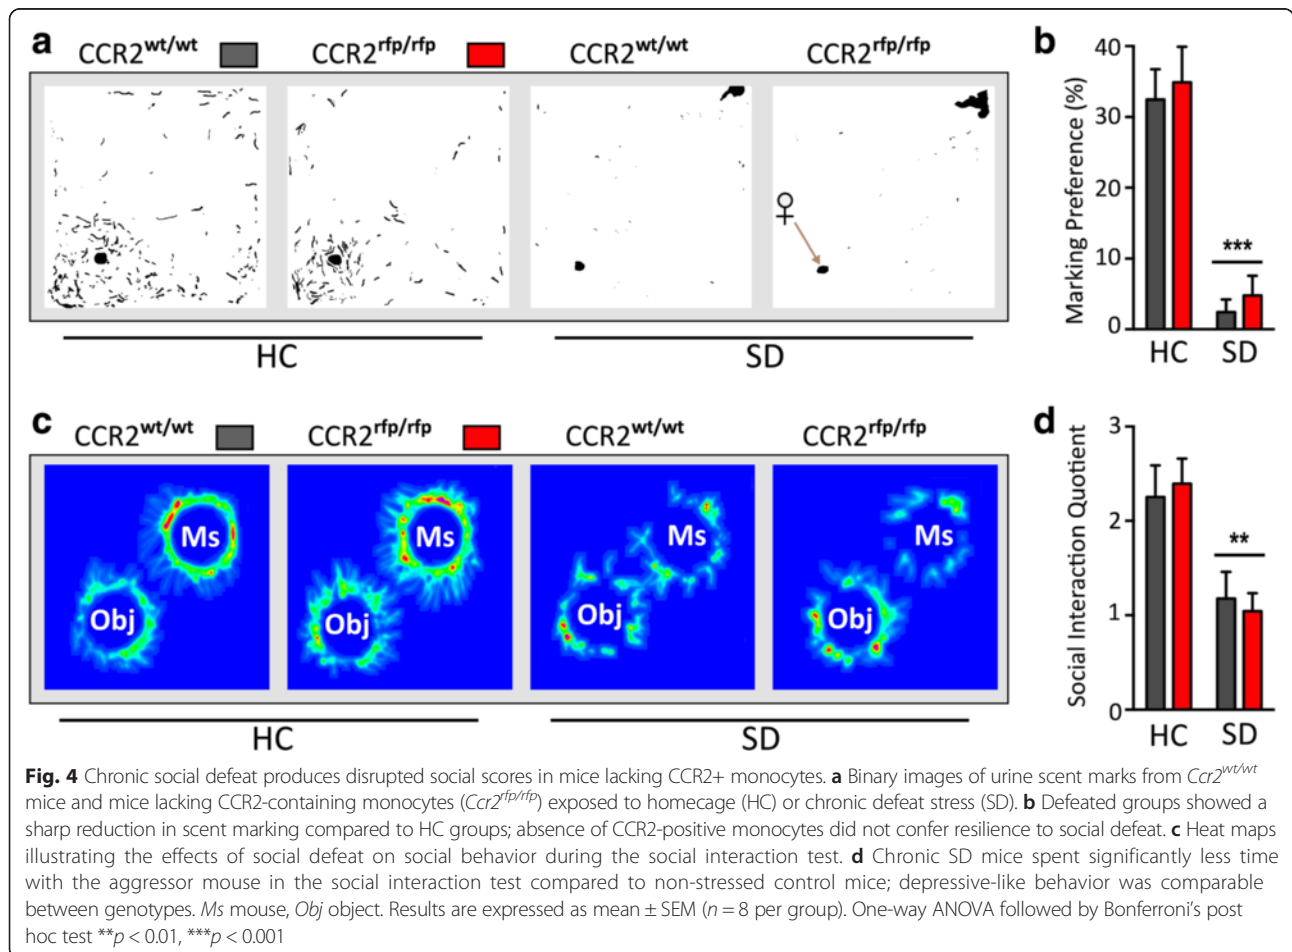 a
CCR2wt/wt
CCR2rfp/rfp
CCR2wt/wt
CCR2rfp/rfp
♀
HC
SD
b
Marking Preference (%)
40
30
20
10
0
***
HC
SD
c
CCR2wt/wt
CCR2rfp/rfp
CCR2wt/wt
CCR2rfp/rfp
Ms
Obj
Ms
Obj
Ms
Obj
Ms
Obj
HC
SD
d
Social Interaction Quotient
3
2
1
0
**
HC
SD
Fig. 4 Chronic social defeat produces disrupted social scores in mice lacking CCR2+ monocytes. a Binary images of urine scent marks from Ccr2wt/wt
mice and mice lacking CCR2-containing monocytes (Ccr2rfp/rfp) exposed to homecage (HC) or chronic defeat stress (SD). b Defeated groups showed a
sharp reduction in scent marking compared to HC groups; absence of CCR2-positive monocytes did not confer resilience to social defeat. c Heat maps
illustrating the effects of social defeat on social behavior during the social interaction test. d Chronic SD mice spent significantly less time
with the aggressor mouse in the social interaction test compared to non-stressed control mice; depressive-like behavior was comparable
between genotypes. Ms mouse, Obj object. Results are expressed as mean ± SEM (n = 8 per group). One-way ANOVA followed by Bonferroni's post
hoc test **p < 0.01, ***p < 0.001